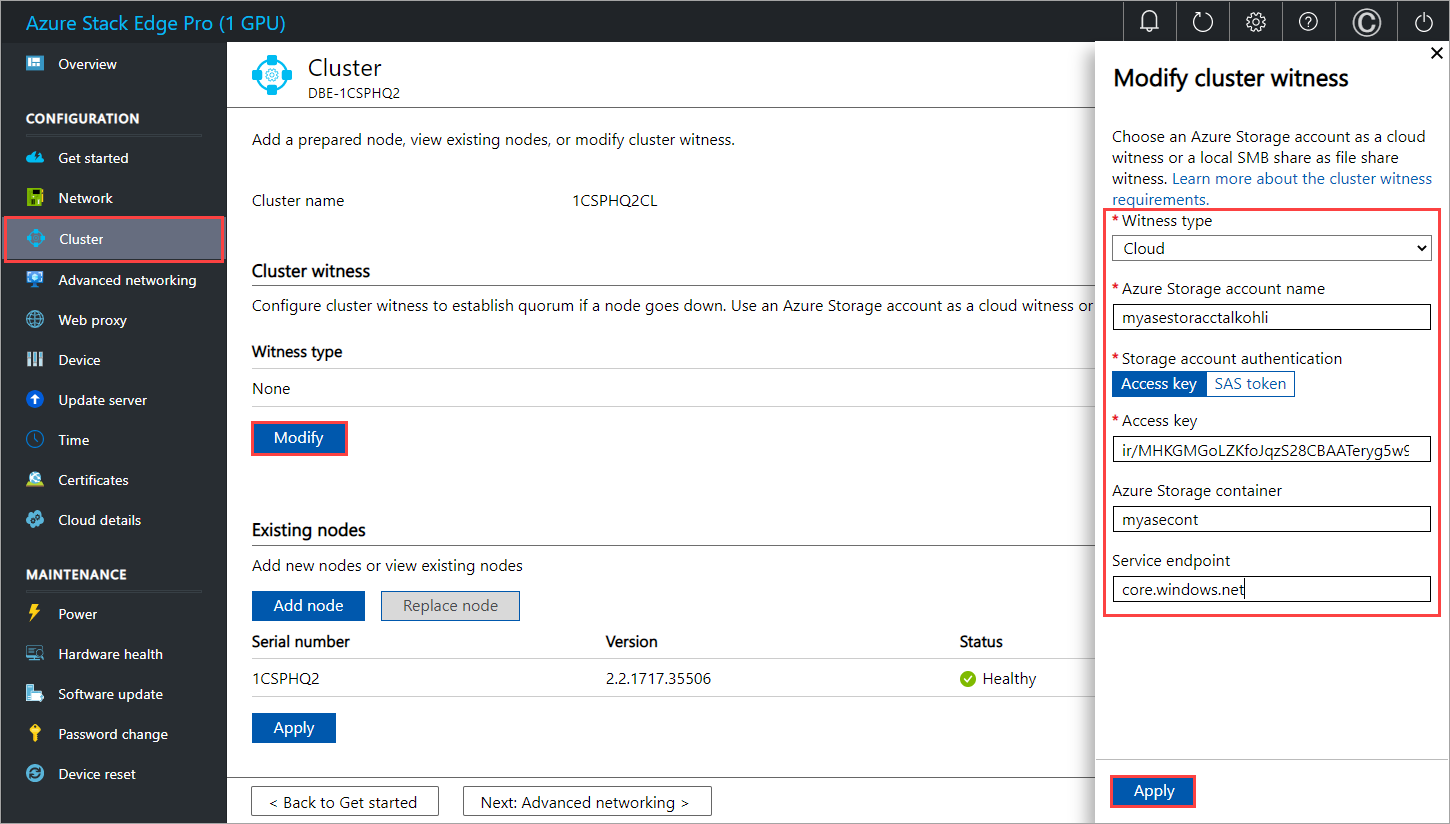 Azure Stack Edge Pro (1 GPU)
Overview
CONFIGURATION
Get started
Network
Cluster
Advanced networking
Web proxy
Device
Update server
Time
Certificates
Cloud details
MAINTENANCE
Power
Hardware health
Software update
Password change
Device reset
Cluster
DBE-1CSPHQ2
Add a prepared node, view existing nodes, or modify cluster witness.
Cluster name 1CSPHQ2CL
Cluster witness
Configure cluster witness to establish quorum if a node goes down. Use an Azure Storage account as a cloud witness or
Witness type
None
Modify
Existing nodes
Add new nodes or view existing nodes
Add node Replace node
Serial number Version Status
1CSPHQ2 2.2.1717.35506 Healthy
Apply
< Back to Get started Next: Advanced networking >
Modify cluster witness
Choose an Azure Storage account as a cloud
witness or a local SMB share as file share
witness. Learn more about the cluster witness
requirements.
* Witness type
Cloud
* Azure Storage account name
myasestoracctalkohli
* Storage account authentication
Access key SAS token
* Access key
ir/MHKGMGoLZKfoJqzS28CBAATeryg5w9
Azure Storage container
myasecont
Service endpoint
core.windows.net
Apply